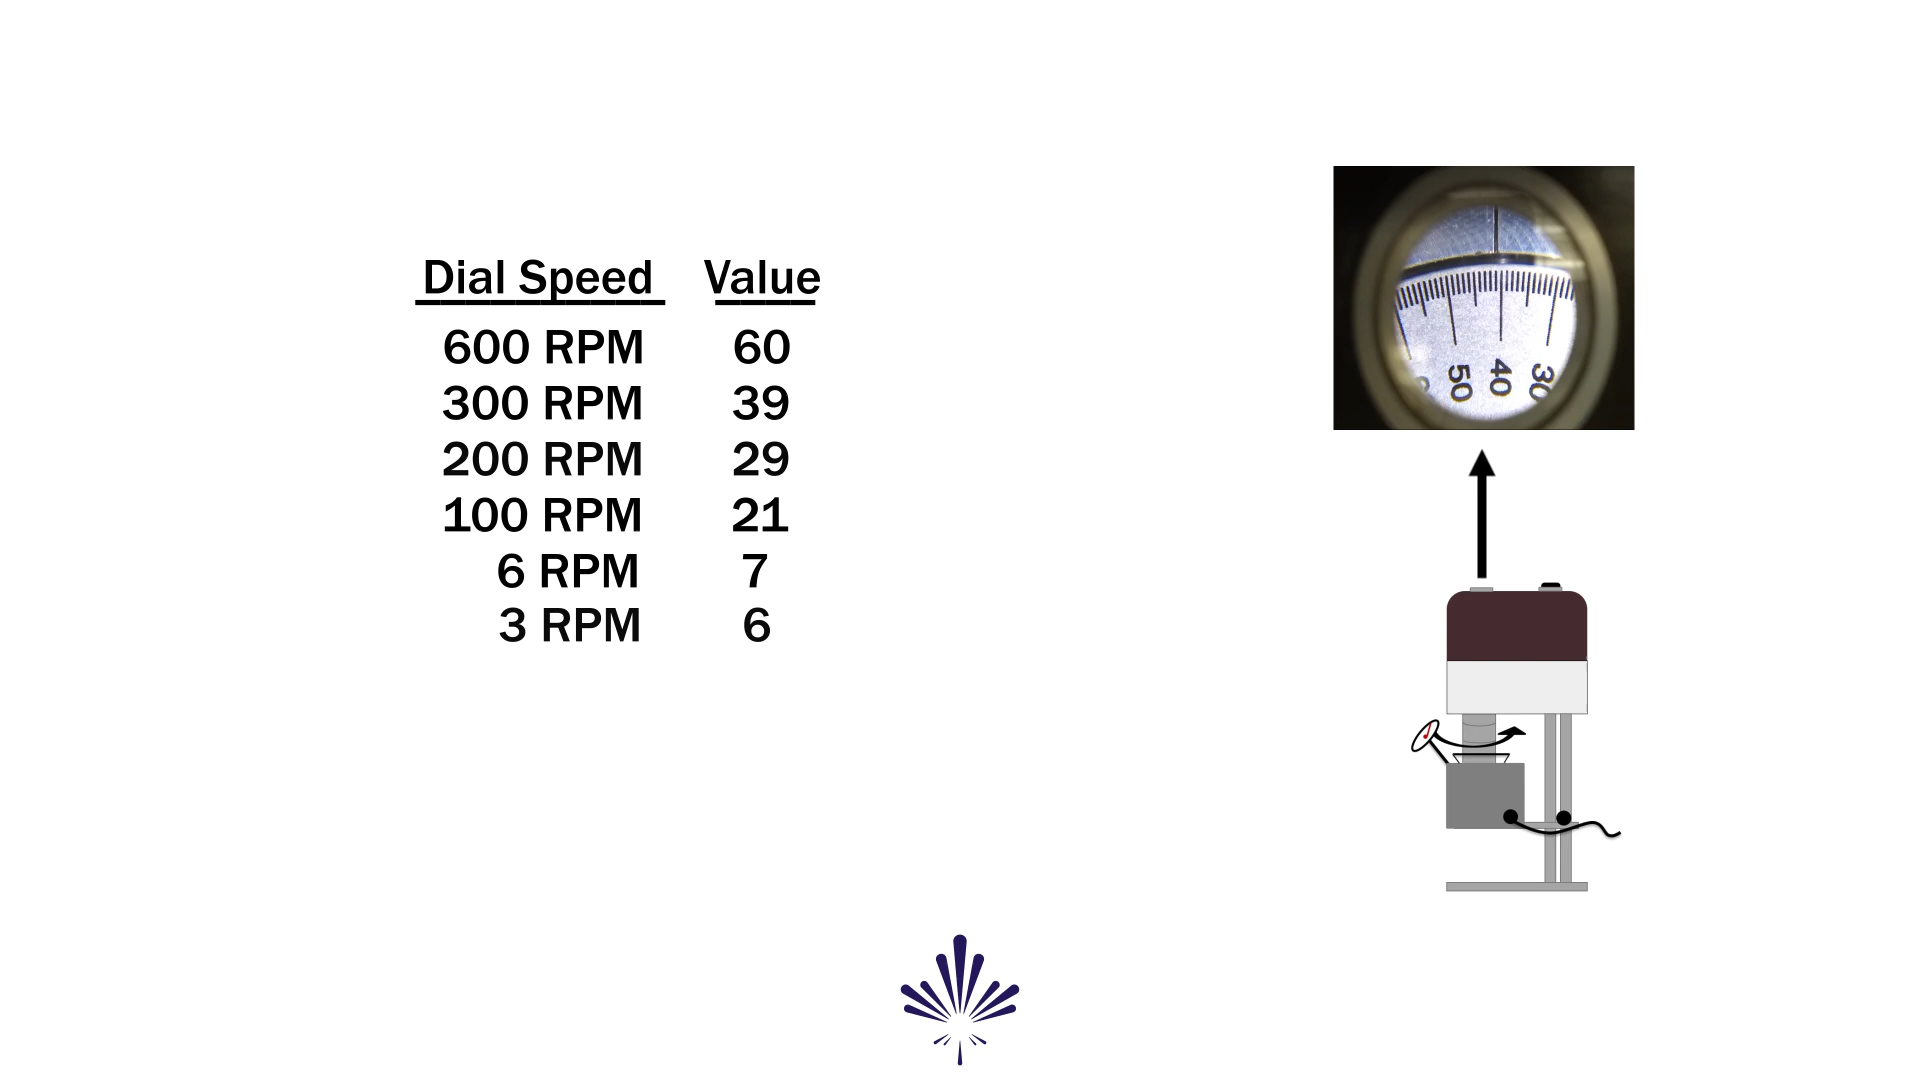 Dial Speed Value
600 RPM 60
300 RPM 39
200 RPM 29
100 RPM 21
6 RPM 7
3 RPM 6
50 40 30